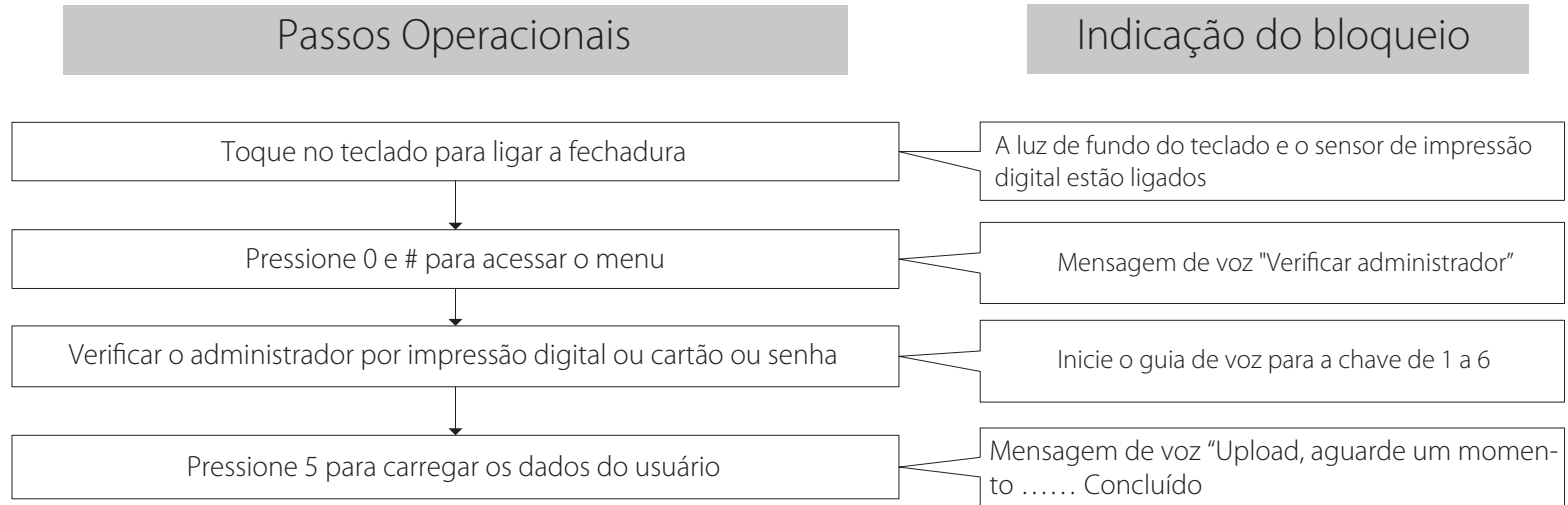 Passos Operacionais
Indicação do bloqueio
Toque no teclado para ligar a fechadura
A luz de fundo do teclado e o sensor de impressão
digital estão ligados
Pressione 0 e # para acessar o menu
Mensagem de voz "Verificar administrador”
Verificar o administrador por impressão digital ou cartão ou senha
Inicie o guia de voz para a chave de 1 a 6
Pressione 5 para carregar os dados do usuário
Mensagem de voz “Upload, aguarde um momen-
to …… Concluído